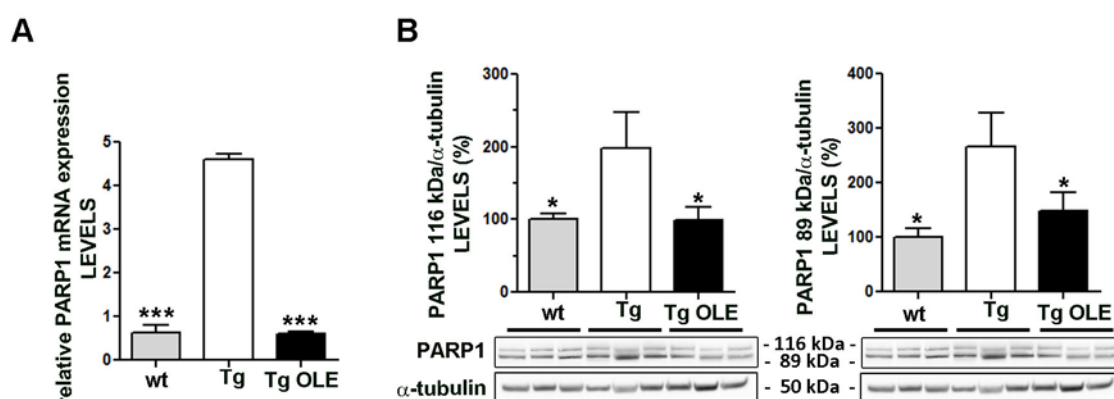 A
relative PARP1 mRNA expression
LEVELS
5
4
3
2
1
0
***
***
wt
Tg
Tg OLE
B
PARP1 116 kDa/α-tubulin
LEVELS (%)
300
200
100
0
*
*
wt
Tg
Tg OLE
PARP1 89 kDa/α-tubulin
LEVELS (%)
400
300
200
100
0
*
*
wt
Tg
Tg OLE
PARP1
- 116 kDa -
- 89 kDa -
α-tubulin
- 50 kDa -